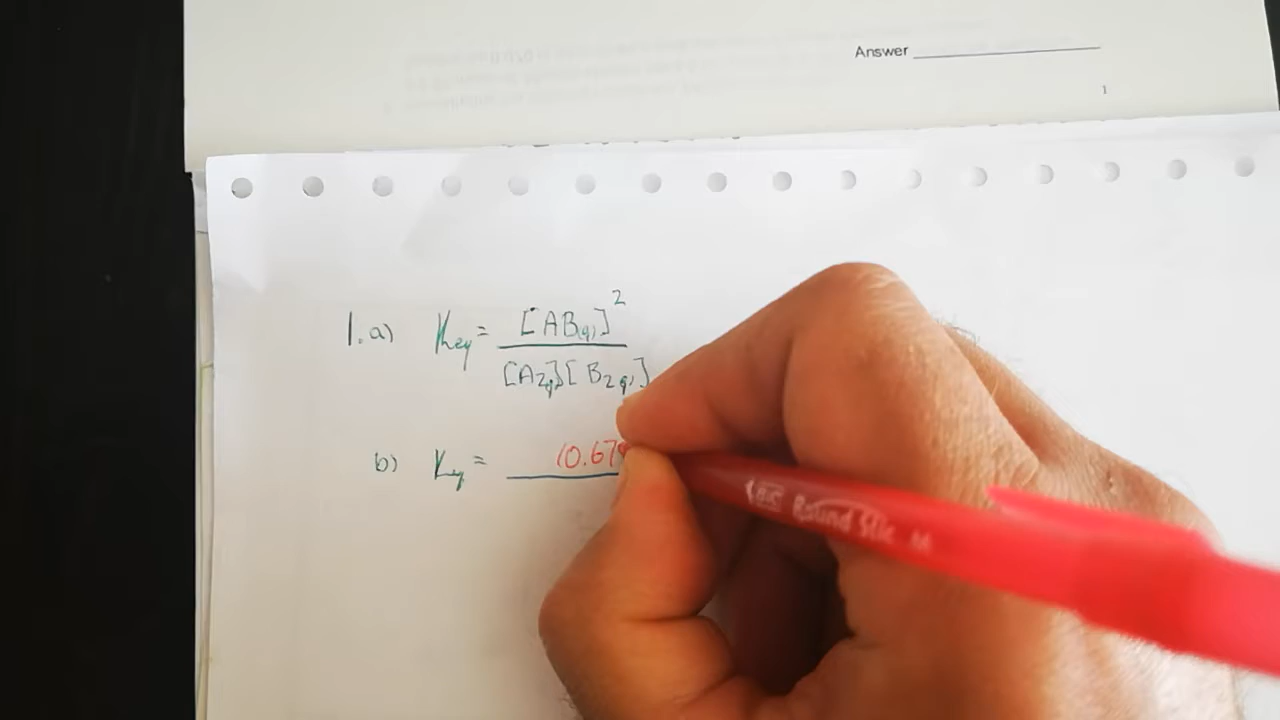 Answer
1
1. a) Keq = [AB(g)]²
[A2(g)][B2(g)]
b) Keq = (0.67
BIC Round Stic M